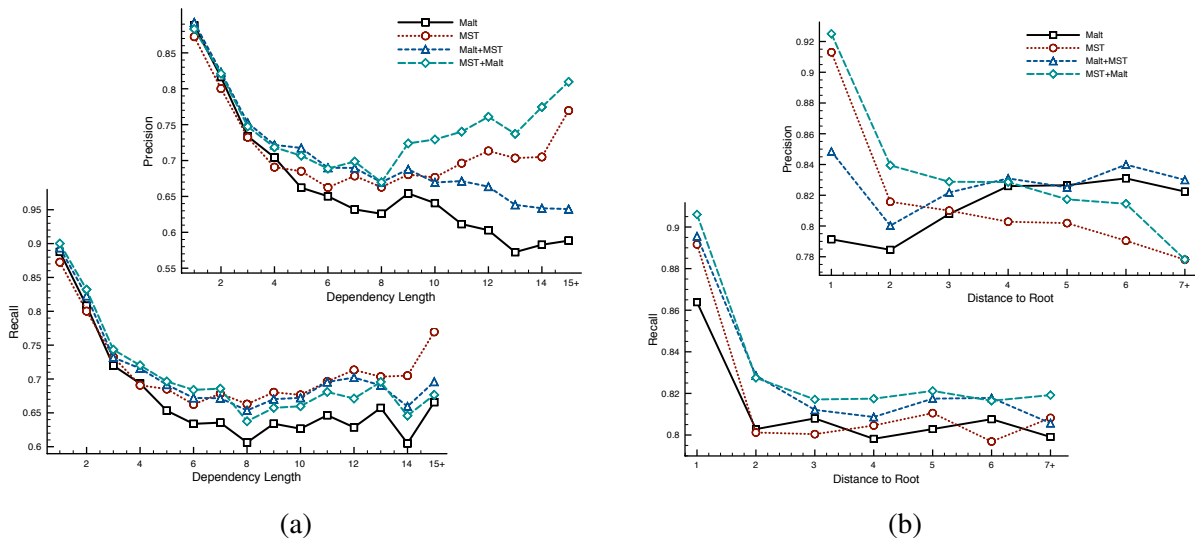 Malt
MST
Malt+MST
MST+Malt
Precision
0.85
0.8
0.75
0.7
0.65
0.6
0.55
2 4 6 8 10 12 14 15+
Dependency Length
Recall
0.95
0.9
0.85
0.8
0.75
0.7
0.65
0.6
2 4 6 8 10 12 14 15+
Dependency Length
(a)
Malt
MST
Malt+MST
MST+Malt
Precision
0.92
0.9
0.88
0.86
0.84
0.82
0.8
0.78
1 2 3 4 5 6 7+
Distance to Root
Recall
0.9
0.88
0.86
0.84
0.82
0.8
1 2 3 4 5 6 7+
Distance to Root
(b)